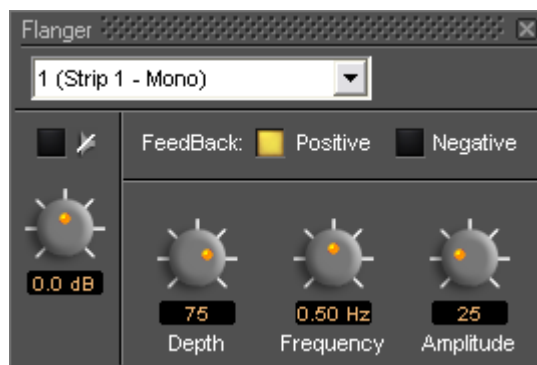 Flanger
1 (Strip 1 - Mono)
FeedBack: Positive Negative
0.0 dB
75 0.50 Hz 25
Depth Frequency Amplitude